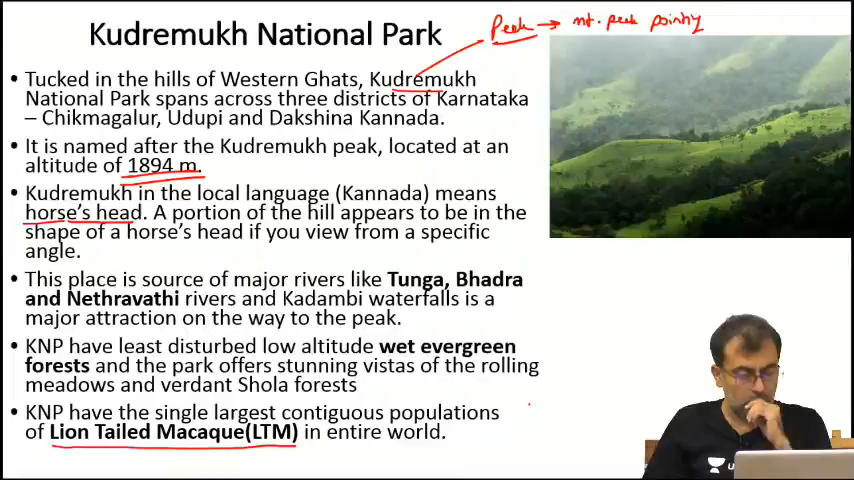 Kudremukh National Park
Peek → mt. peak pointy
• Tucked in the hills of Western Ghats, Kudremukh
National Park spans across three districts of Karnataka
– Chikmagalur, Udupi and Dakshina Kannada.
• It is named after the Kudremukh peak, located at an
altitude of 1894 m.
• Kudremukh in the local language (Kannada) means
horse's head. A portion of the hill appears to be in the
shape of a horse's head if you view from a specific
angle.
• This place is source of major rivers like Tunga, Bhadra
and Nethravathi rivers and Kadambi waterfalls is a
major attraction on the way to the peak.
• KNP have least disturbed low altitude wet evergreen
forests and the park offers stunning vistas of the rolling
meadows and verdant Shola forests
• KNP have the single largest contiguous populations
of Lion Tailed Macaque(LTM) in entire world.